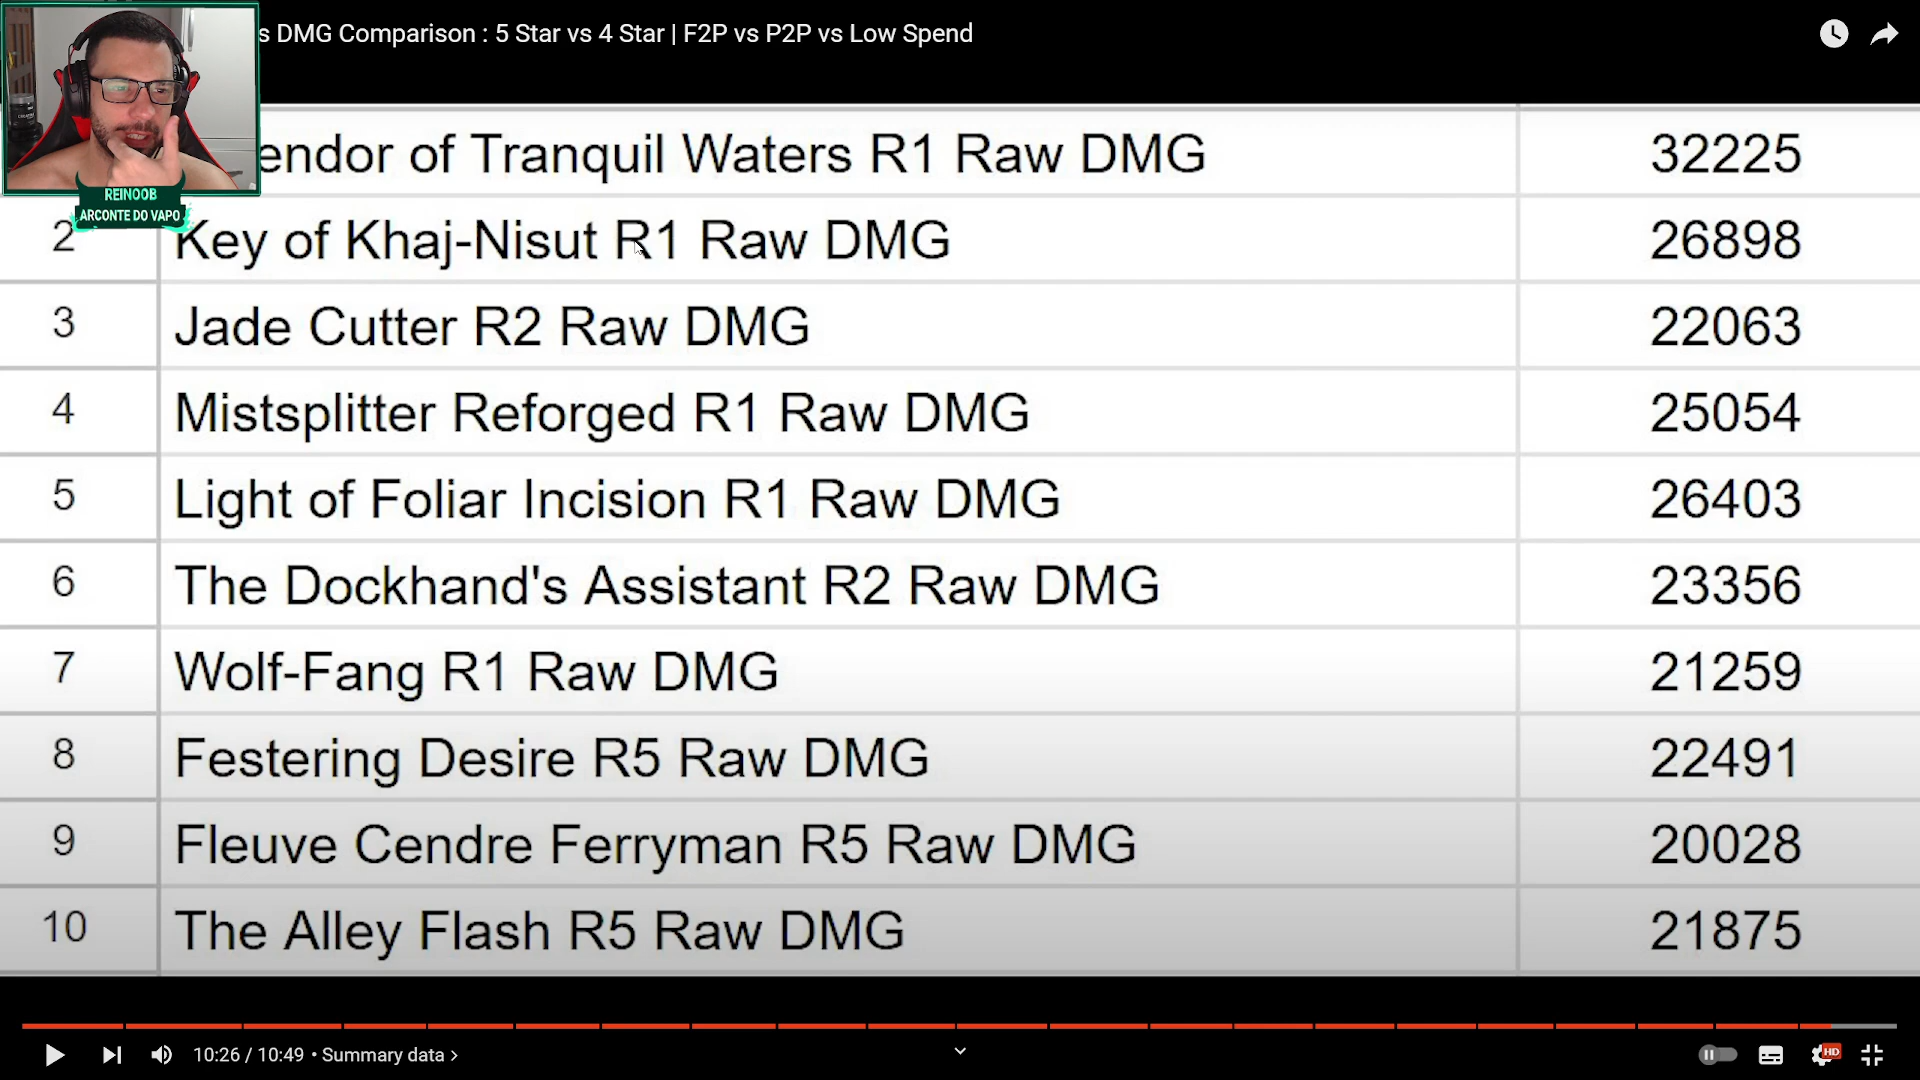 s DMG Comparison : 5 Star vs 4 Star | F2P vs P2P vs Low Spend
endor of Tranquil Waters R1 Raw DMG 32225
REINOOB
ARCONTE DO VAPO
2 Key of Khaj-Nisut R1 Raw DMG 26898
3 Jade Cutter R2 Raw DMG 22063
4 Mistsplitter Reforged R1 Raw DMG 25054
5 Light of Foliar Incision R1 Raw DMG 26403
6 The Dockhand's Assistant R2 Raw DMG 23356
7 Wolf-Fang R1 Raw DMG 21259
8 Festering Desire R5 Raw DMG 22491
9 Fleuve Cendre Ferryman R5 Raw DMG 20028
10 The Alley Flash R5 Raw DMG 21875
10:26 / 10:49 • Summary data › HD